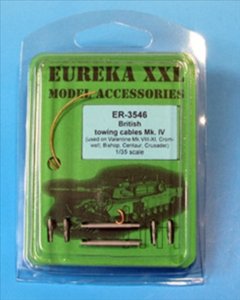 EUREKA XXL
MODEL ACCESSORIES
ER-3546
British
towing cables Mk. IV
(used on Valentine Mk.VIII-XI, Crom-
well, Bishop, Centaur, Crusader)
1/35 scale